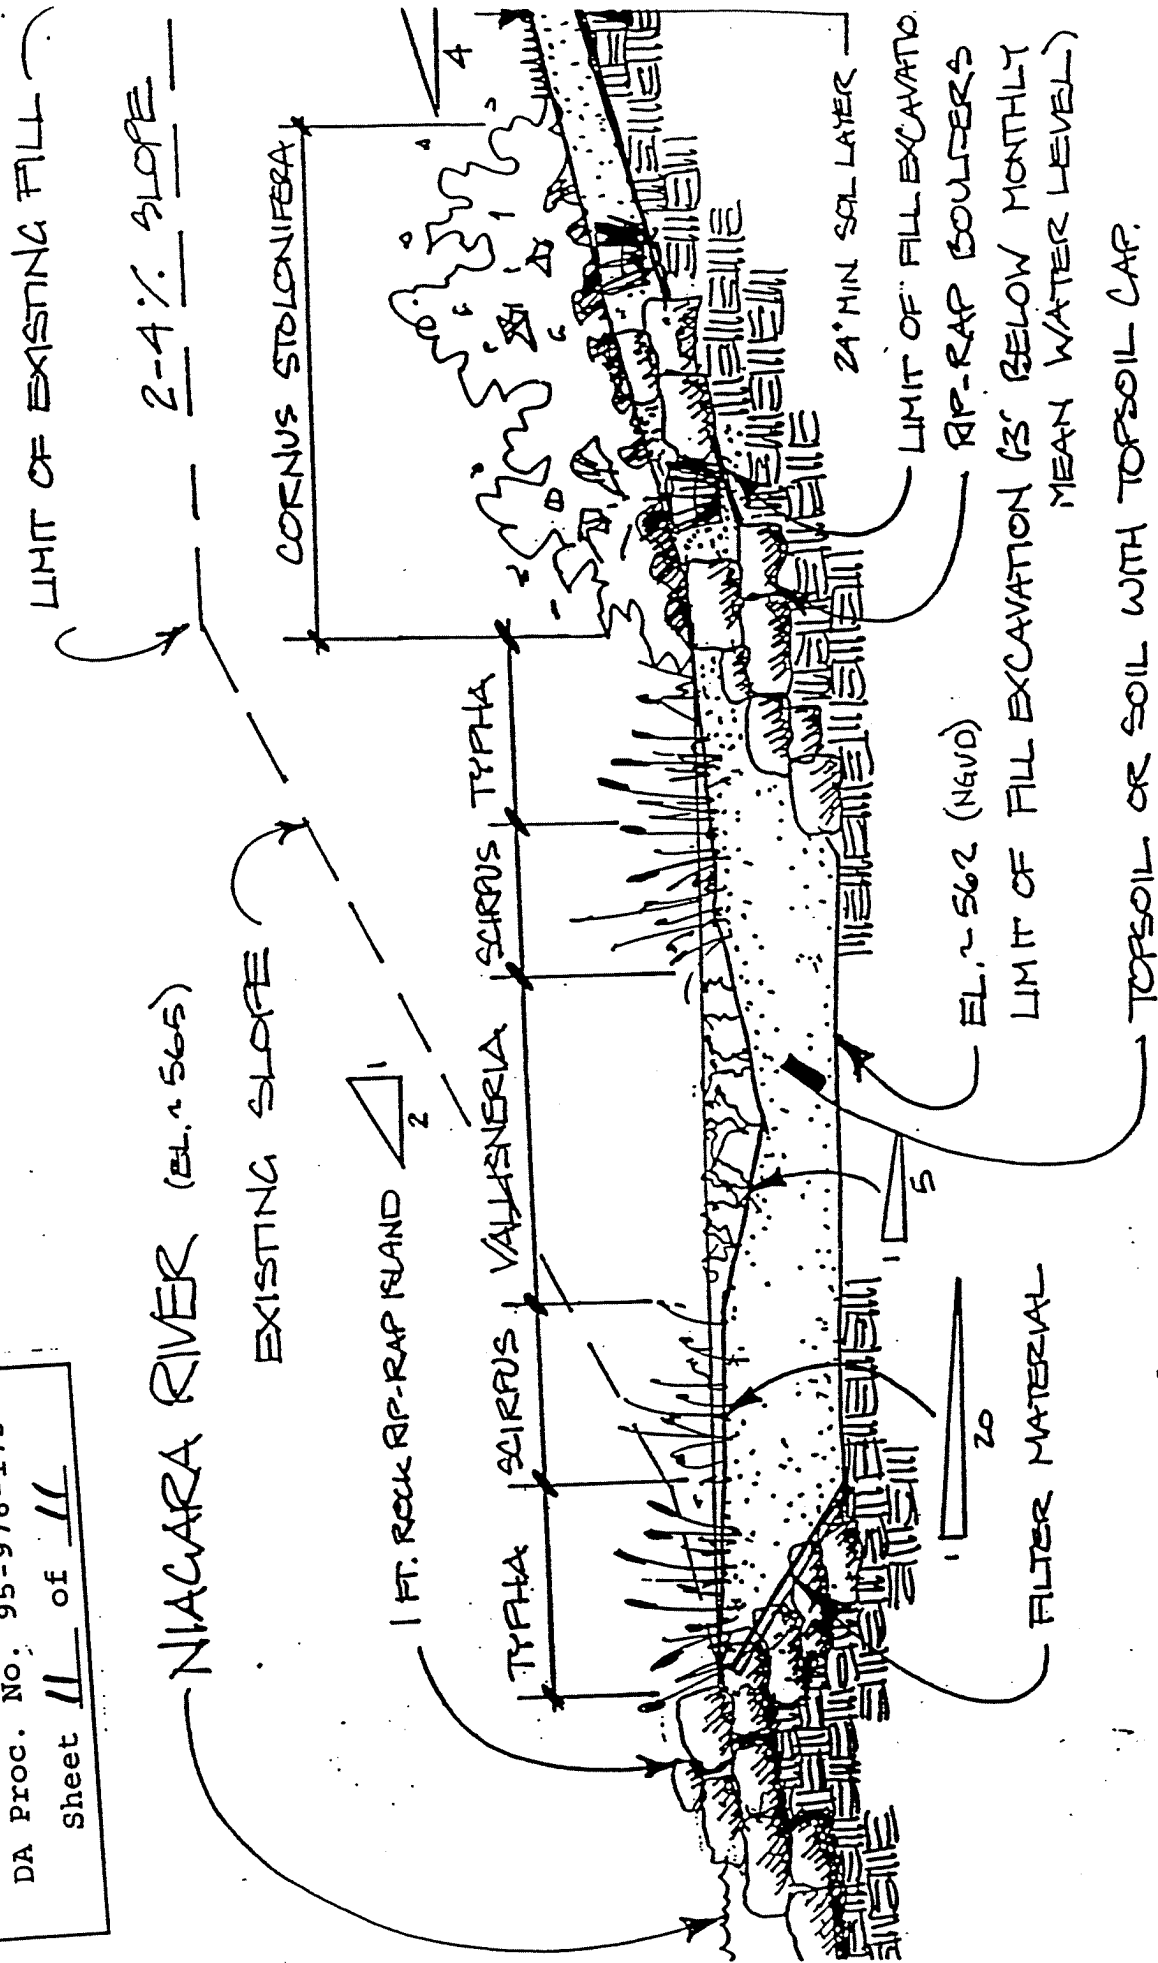 DA Proc. No. 95-976-
Sheet 11 of 11
LIMIT OF EXISTING FILL
2-4% SLOPE
NIAGARA RIVER (EL.~565)
EXISTING SLOPE
CORNUS STOLONIFERA
1 FT. ROCK RIP-RAP ISLAND
2
1
4
TYPHA
SCIRPUS
VALLISNERIA
SCIRPUS
TYPHA
24" MIN SOIL LAYER
LIMIT OF FILL EXCAVATIO
RIP-RAP BOULDERS
1
5
1
20
EL.~562 (NGVD)
LIMIT OF FILL EXCAVATION (3' BELOW MONTHLY
MEAN WATER LEVEL)
FILTER MATERIAL
TOPSOIL OR SOIL WITH TOPSOIL CAP.